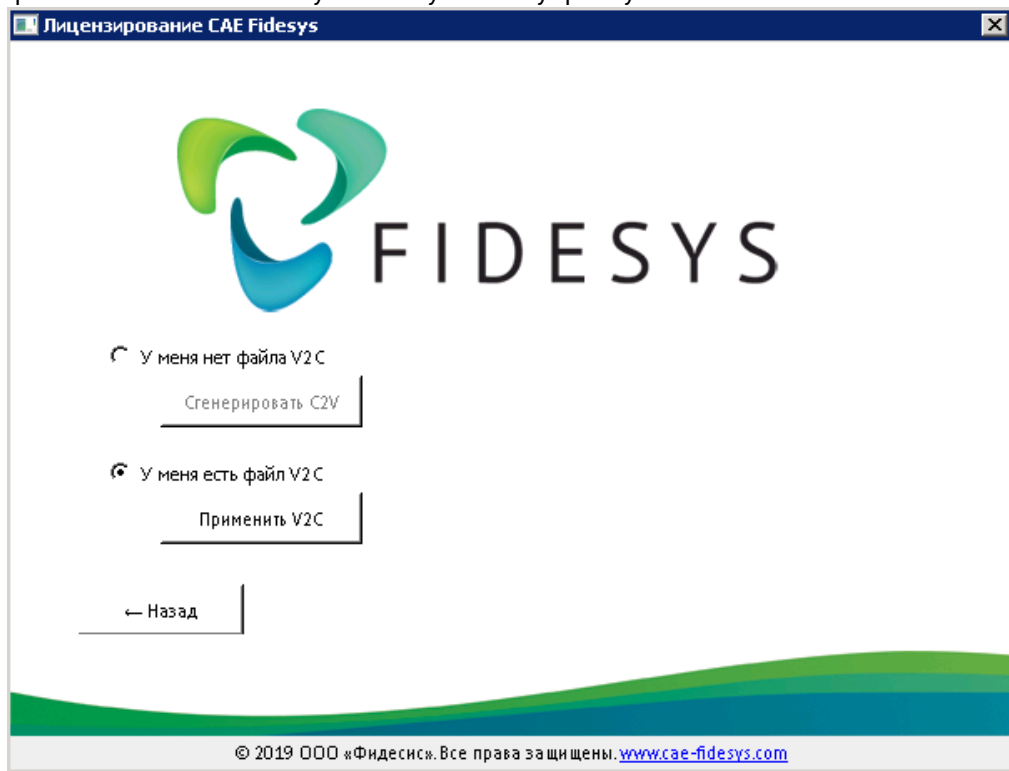 Лицензирование CAE Fidesys
FIDESYS
У меня нет файла V2C
Сгенерировать C2V
У меня есть файл V2C
Применить V2C
← Назад
© 2019 ООО «Фидесис». Все права защищены. www.cae-fidesys.com